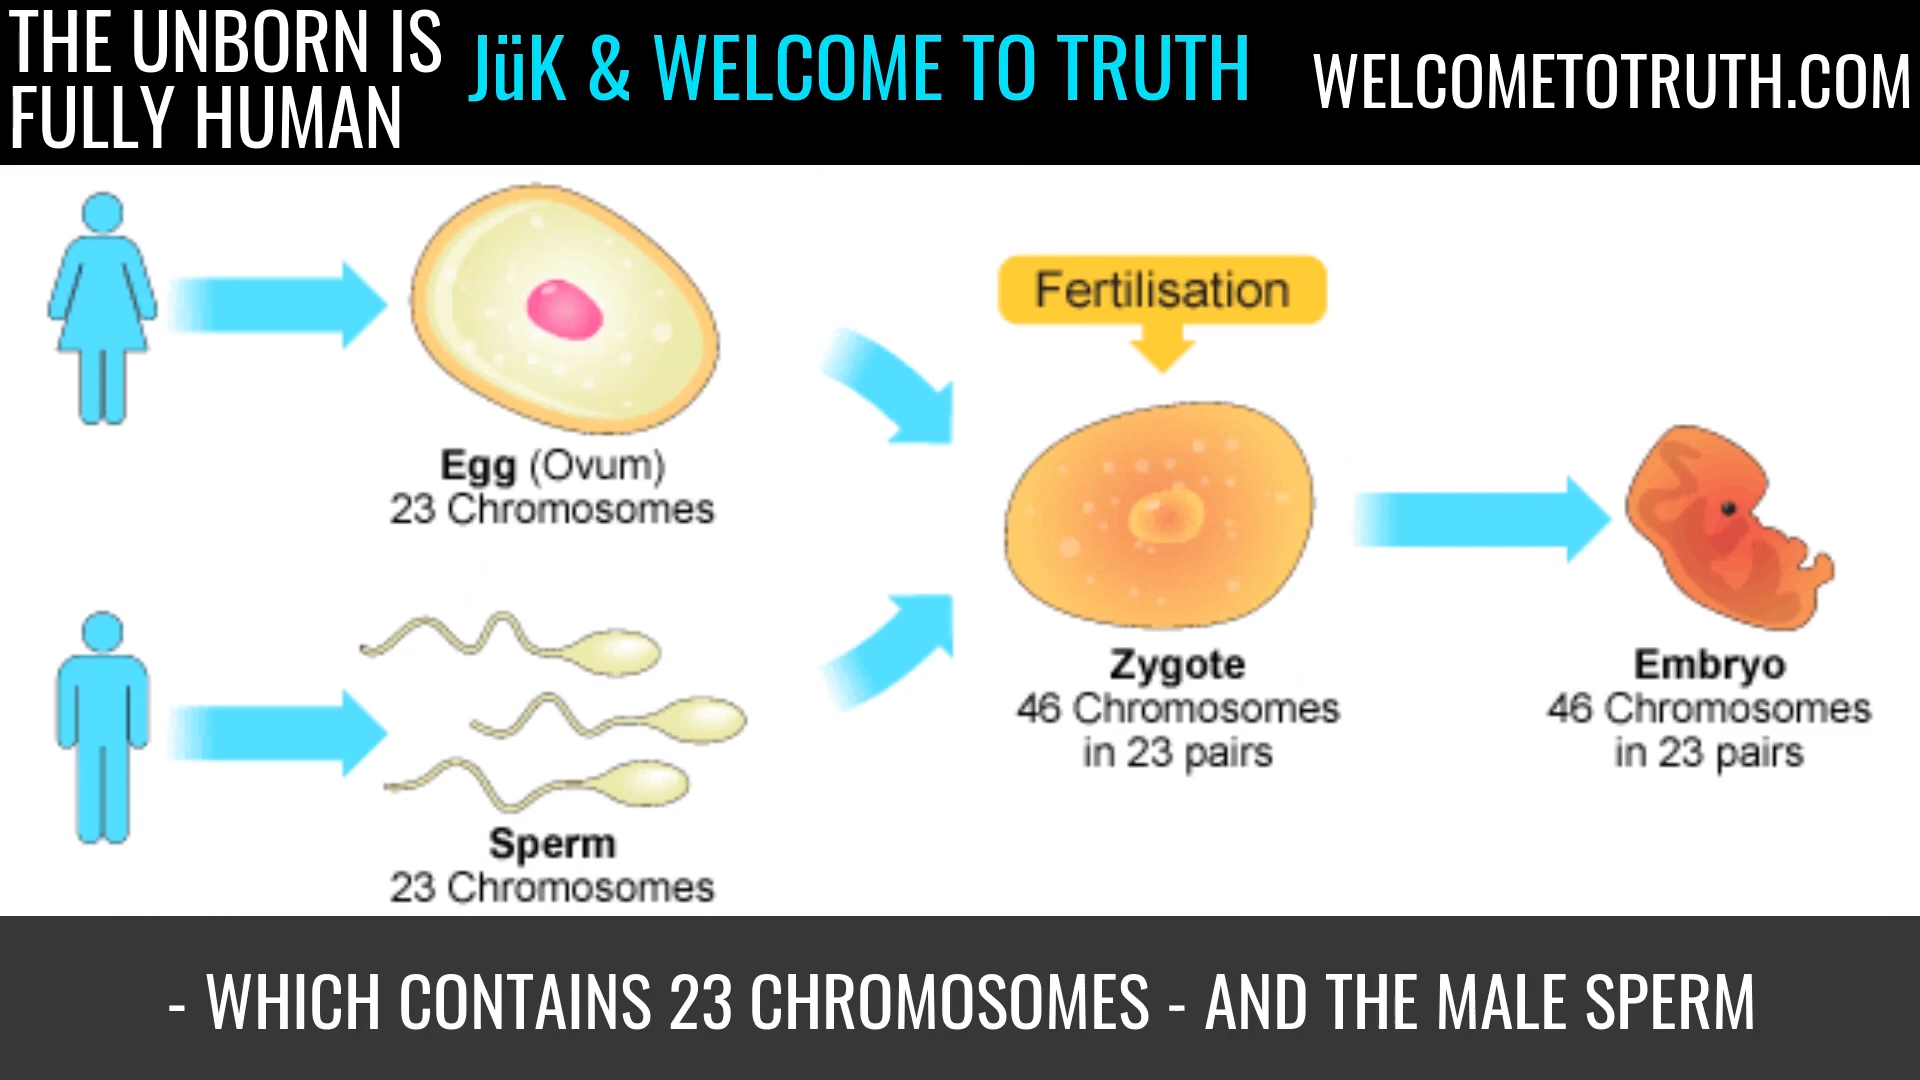 THE UNBORN IS
FULLY HUMAN
JüK & WELCOME TO TRUTH
WELCOMETOTRUTH.COM
Fertilisation
Egg (Ovum)
23 Chromosomes
Zygote
46 Chromosomes
in 23 pairs
Embryo
46 Chromosomes
in 23 pairs
Sperm
23 Chromosomes
- WHICH CONTAINS 23 CHROMOSOMES - AND THE MALE SPERM